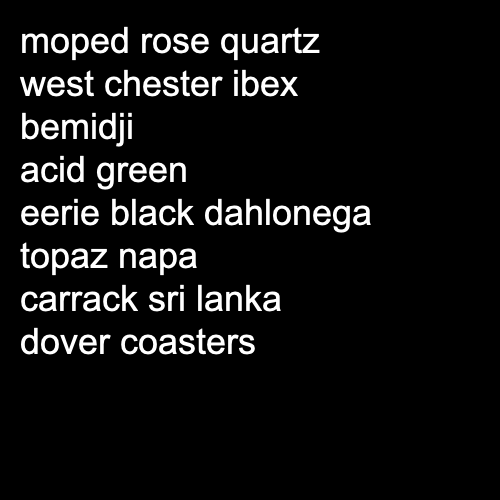 moped rose quartz
west chester ibex
bemidji
acid green
eerie black dahlonega
topaz napa
carrack sri lanka
dover coasters